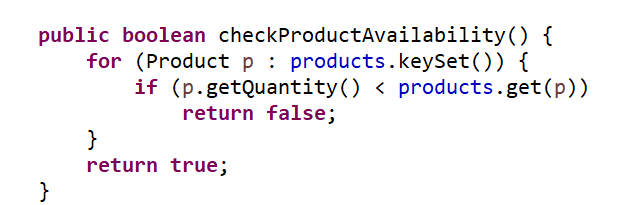 public boolean checkProductAvailability() {
    for (Product p : products.keySet()) {
        if (p.getQuantity() < products.get(p))
            return false;
    }
    return true;
}